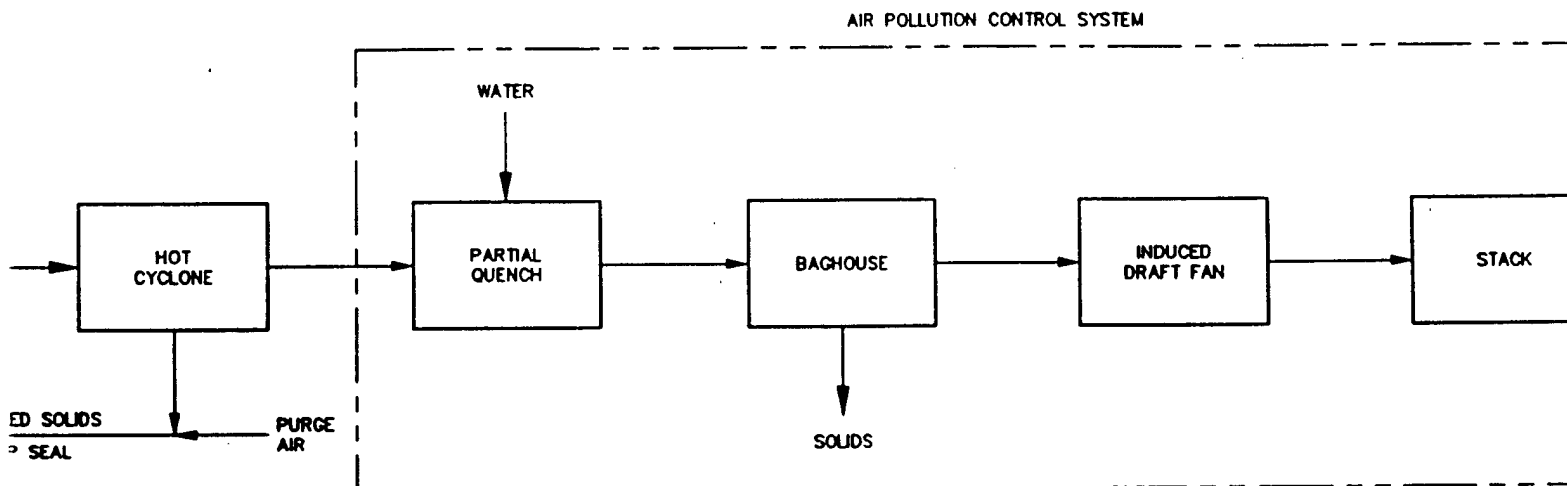 AIR POLLUTION CONTROL SYSTEM
WATER
HOT
CYCLONE
PARTIAL
QUENCH
BAGHOUSE
INDUCED
DRAFT FAN
STACK
ED SOLIDS
SEAL
PURGE
AIR
SOLIDS